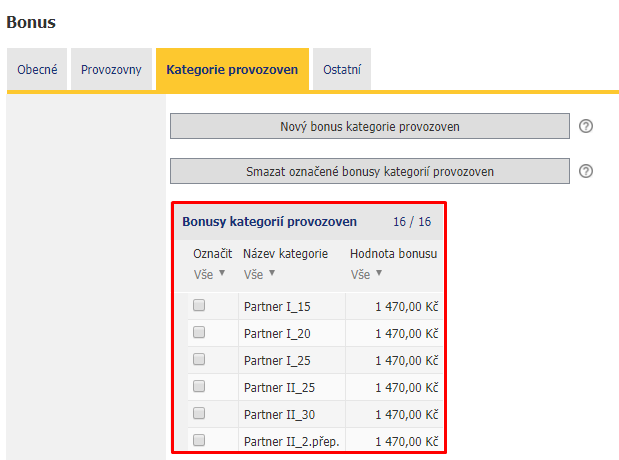 Bonus
Obecné Provozovny Kategorie provozoven Ostatní
Nový bonus kategorie provozoven ?
Smazat označené bonusy kategorií provozoven ?
Bonusy kategorií provozoven 16 / 16
Označit Název kategorie Hodnota bonusu
Vše ▼ Vše ▼ Vše ▼
Partner I_15 1 470,00 Kč
Partner I_20 1 470,00 Kč
Partner I_25 1 470,00 Kč
Partner II_25 1 470,00 Kč
Partner II_30 1 470,00 Kč
Partner II_2.přep. 1 470,00 Kč